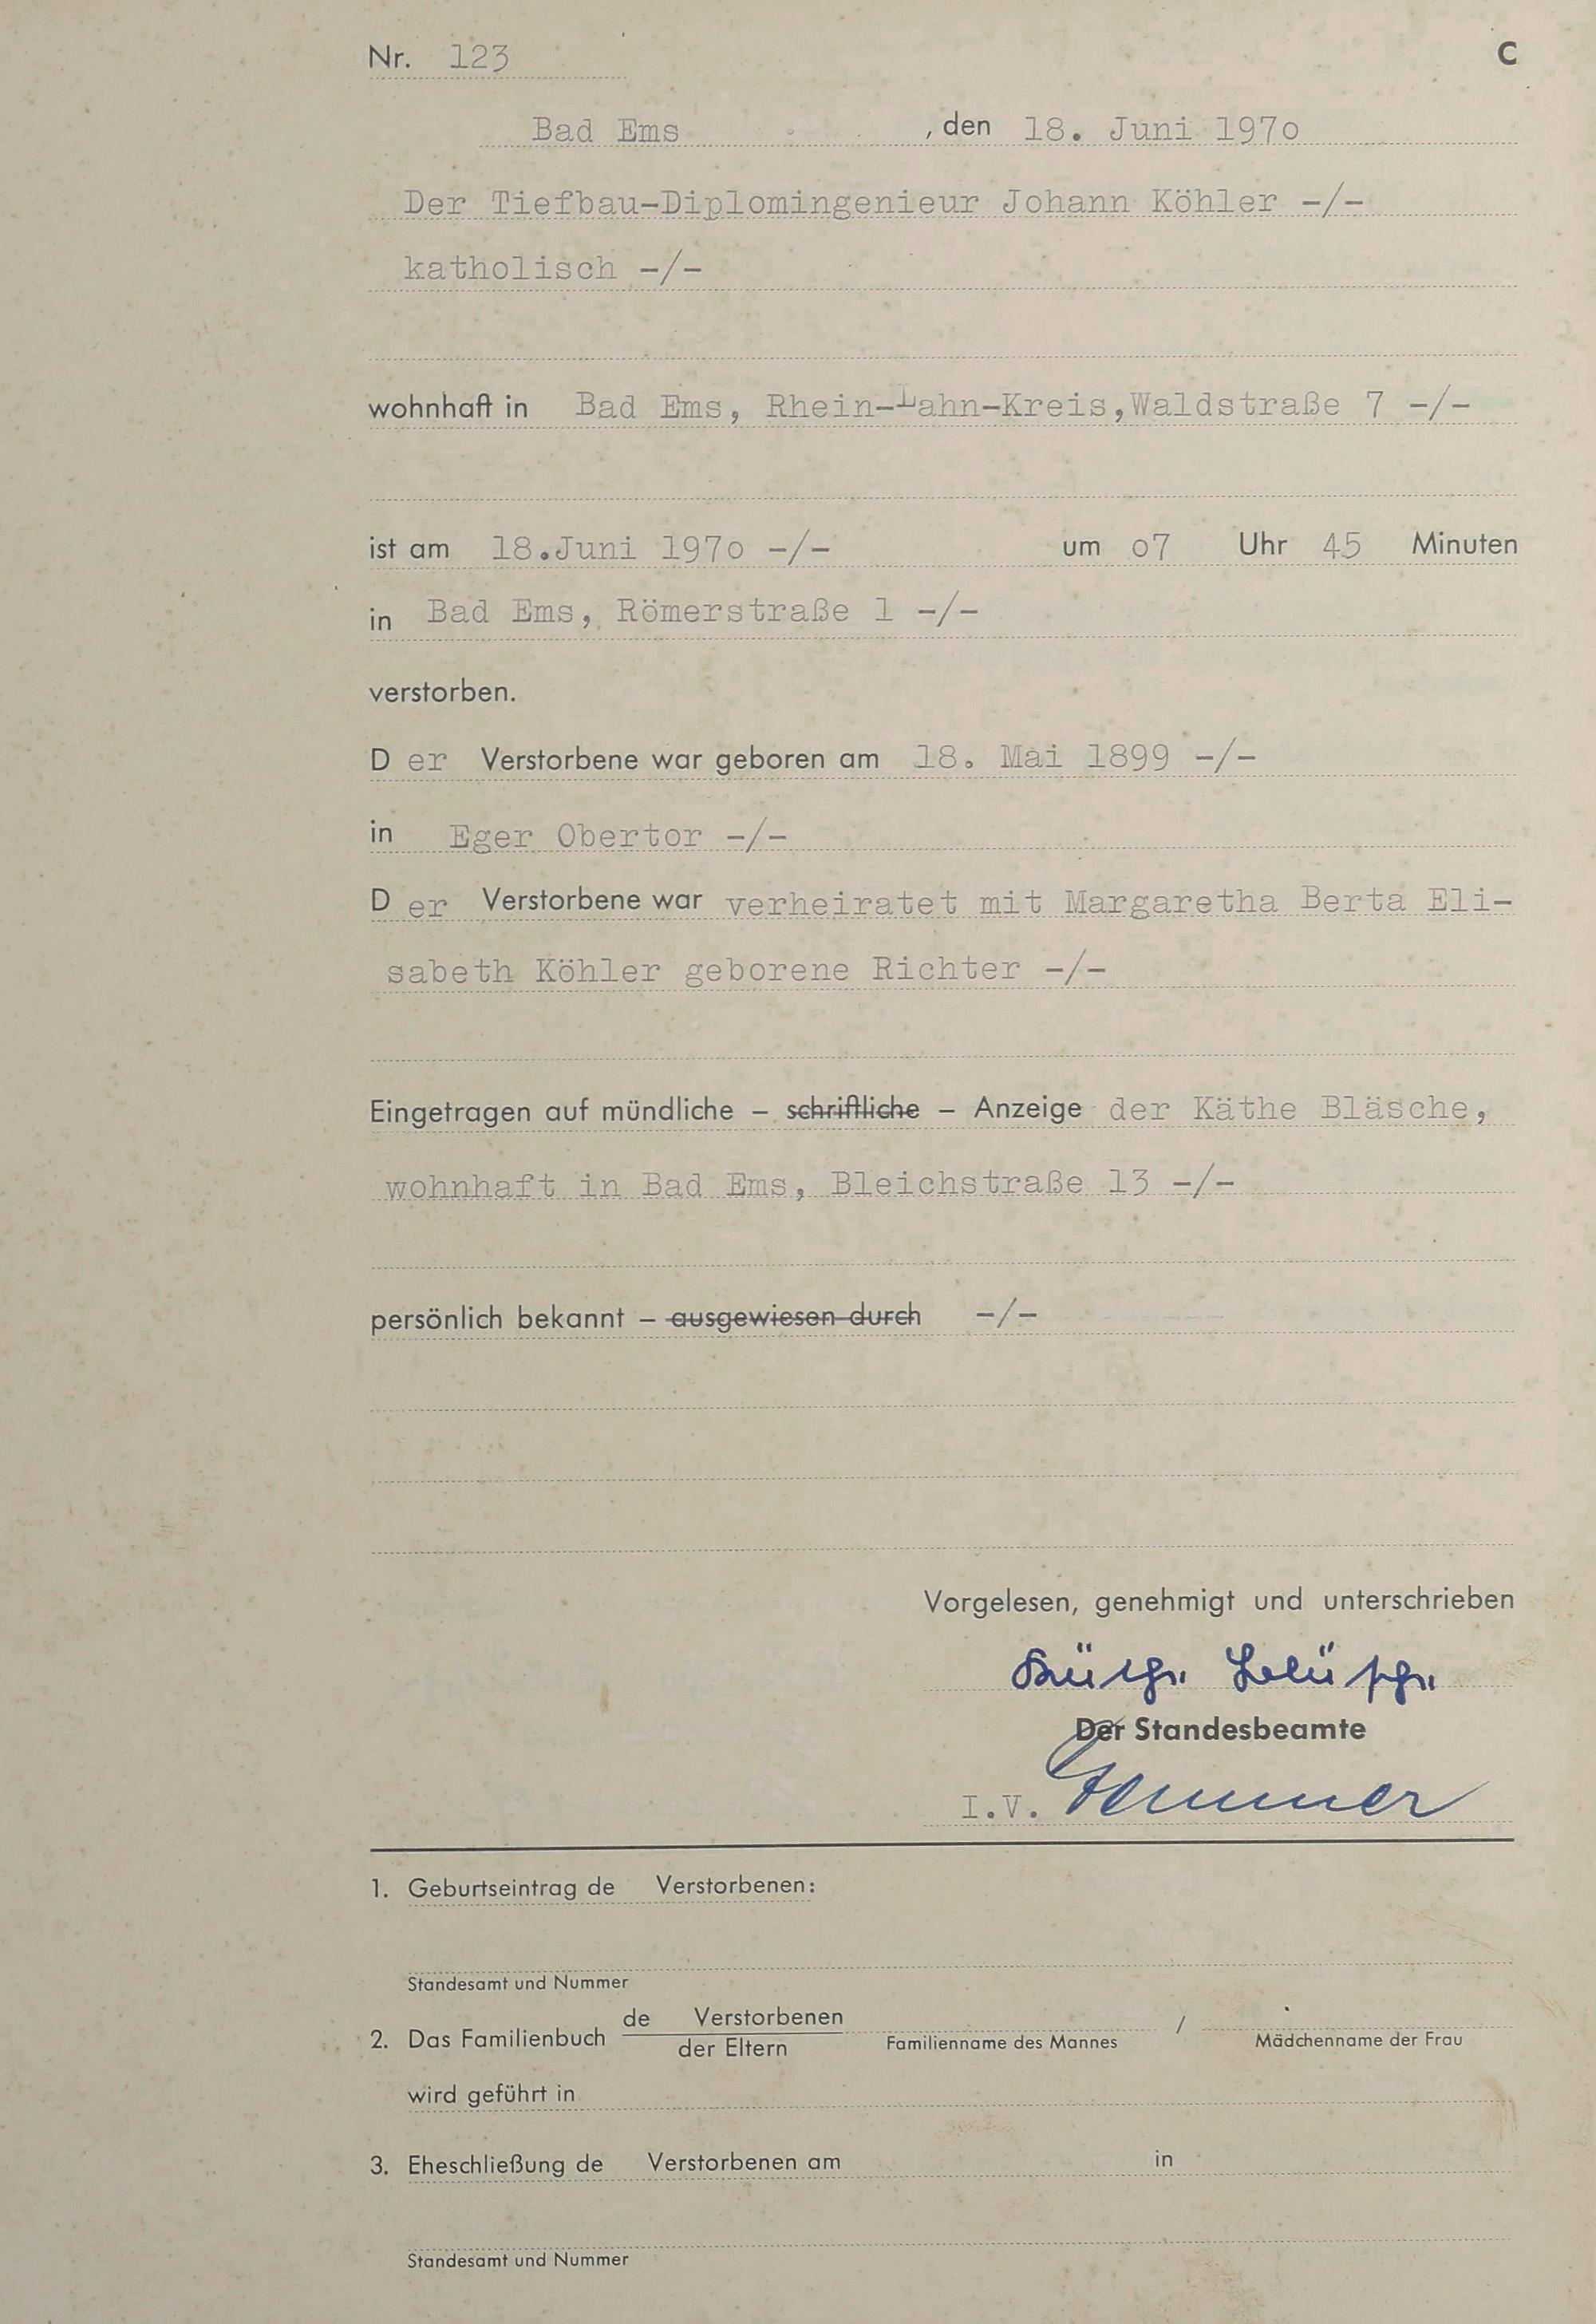 Nr. 123
C
Bad Ems , den 18. Juni 197o
Der Tiefbau-Diplomingenieur Johann Köhler -/-
katholisch -/-
wohnhaft in Bad Ems, Rhein-Lahn-Kreis,Waldstraße 7 -/-
ist am 18.Juni 197o -/- um o7 Uhr 45 Minuten
in Bad Ems, Römerstraße 1 -/-
verstorben.
D er Verstorbene war geboren am 18. Mai 1899 -/-
in Eger Obertor -/-
D er Verstorbene war verheiratet mit Margaretha Berta Eli-
sabeth Köhler geborene Richter -/-
Eingetragen auf mündliche – schriftliche – Anzeige der Käthe Bläsche,
wohnhaft in Bad Ems, Bleichstraße 13 -/-
persönlich bekannt – ausgewiesen durch -/-
Vorgelesen, genehmigt und unterschrieben
Käthe Bläsche
Der Standesbeamte
I.V.
1. Geburtseintrag de Verstorbenen:
Standesamt und Nummer
2. Das Familienbuch de Verstorbenen / der Eltern Familienname des Mannes / Mädchenname der Frau
wird geführt in
3. Eheschließung de Verstorbenen am in
Standesamt und Nummer